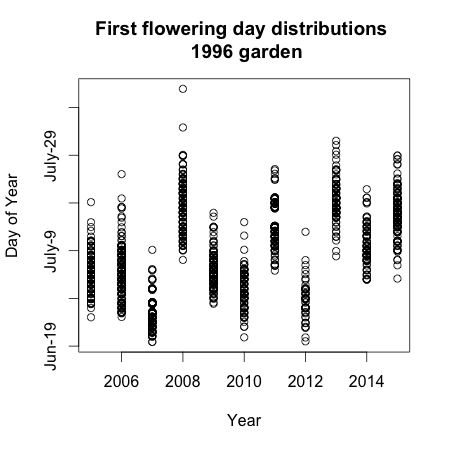 First flowering day distributions
1996 garden
Day of Year
July-29
July-9
Jun-19
2006 2008 2010 2012 2014
Year